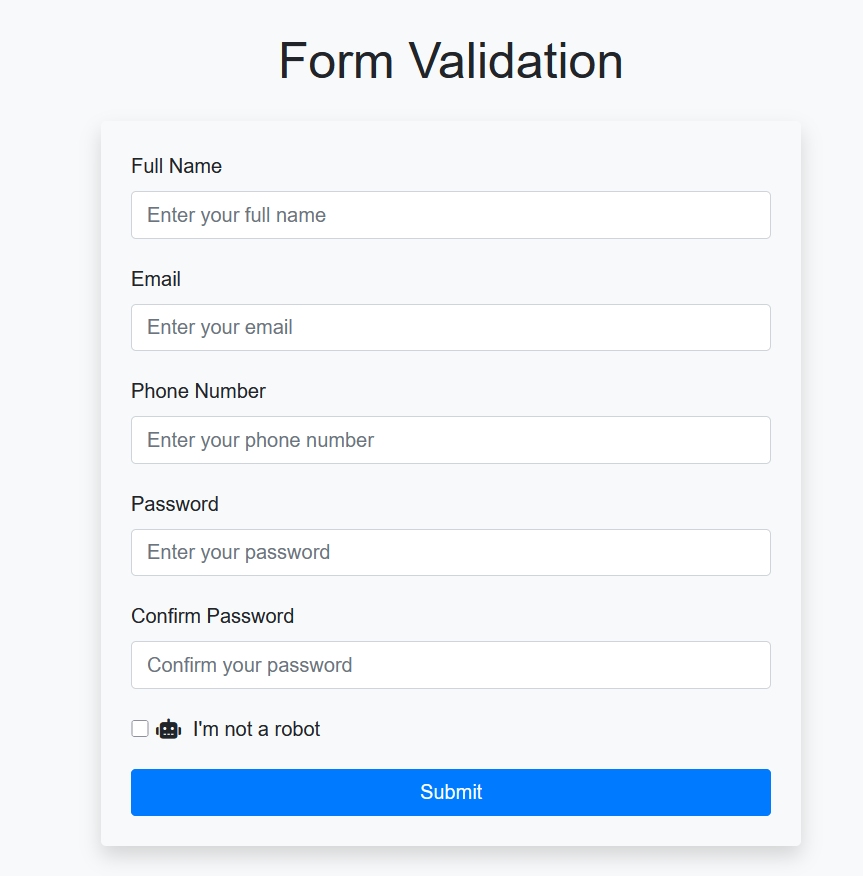 Form Validation
Full Name
Enter your full name
Email
Enter your email
Phone Number
Enter your phone number
Password
Enter your password
Confirm Password
Confirm your password
I'm not a robot
Submit